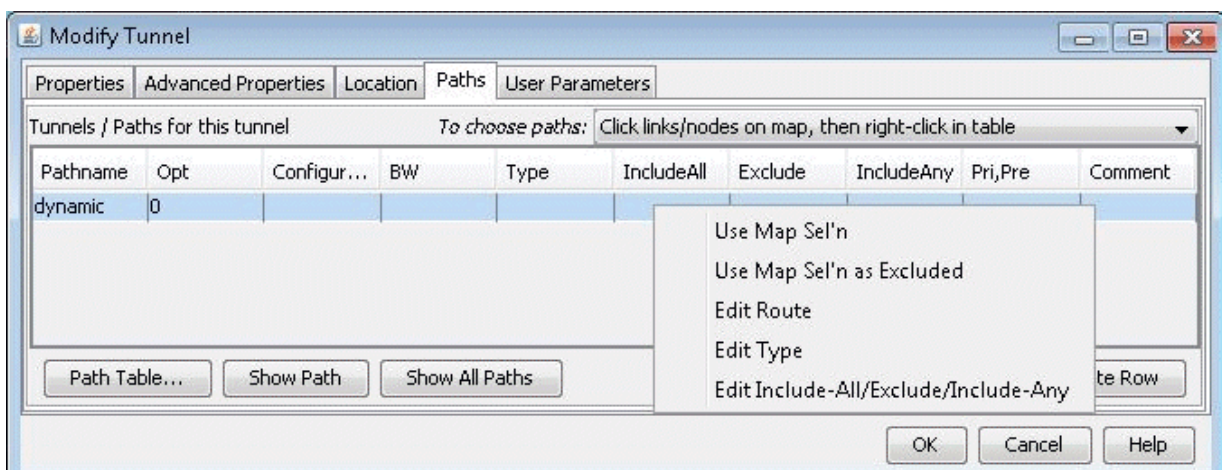 Modify Tunnel
Properties Advanced Properties Location Paths User Parameters
Tunnels / Paths for this tunnel To choose paths: Click links/nodes on map, then right-click in table
Pathname Opt Configur... BW Type IncludeAll Exclude IncludeAny Pri,Pre Comment
dynamic 0
Use Map Sel'n
Use Map Sel'n as Excluded
Edit Route
Edit Type
Edit Include-All/Exclude/Include-Any
Path Table... Show Path Show All Paths te Row
OK Cancel Help